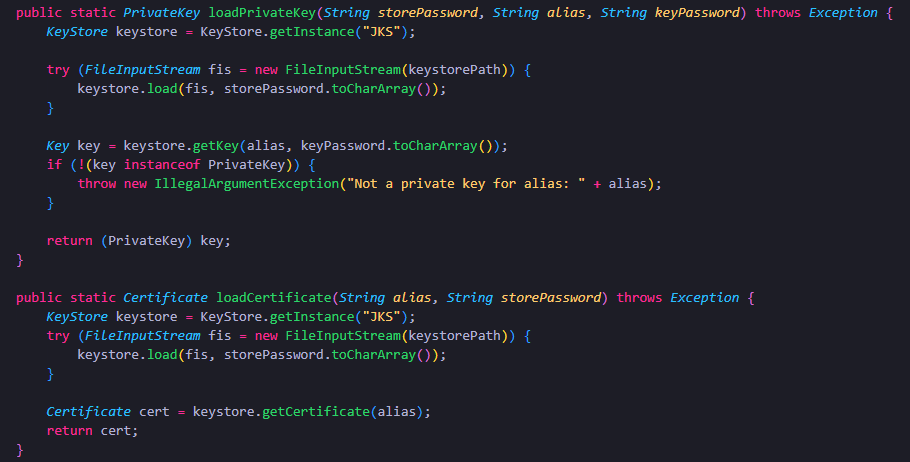 public static PrivateKey loadPrivateKey(String storePassword, String alias, String keyPassword) throws Exception {
    KeyStore keystore = KeyStore.getInstance("JKS");

    try (FileInputStream fis = new FileInputStream(keystorePath)) {
        keystore.load(fis, storePassword.toCharArray());
    }

    Key key = keystore.getKey(alias, keyPassword.toCharArray());
    if (!(key instanceof PrivateKey)) {
        throw new IllegalArgumentException("Not a private key for alias: " + alias);
    }

    return (PrivateKey) key;
}

public static Certificate loadCertificate(String alias, String storePassword) throws Exception {
    KeyStore keystore = KeyStore.getInstance("JKS");
    try (FileInputStream fis = new FileInputStream(keystorePath)) {
        keystore.load(fis, storePassword.toCharArray());
    }

    Certificate cert = keystore.getCertificate(alias);
    return cert;
}